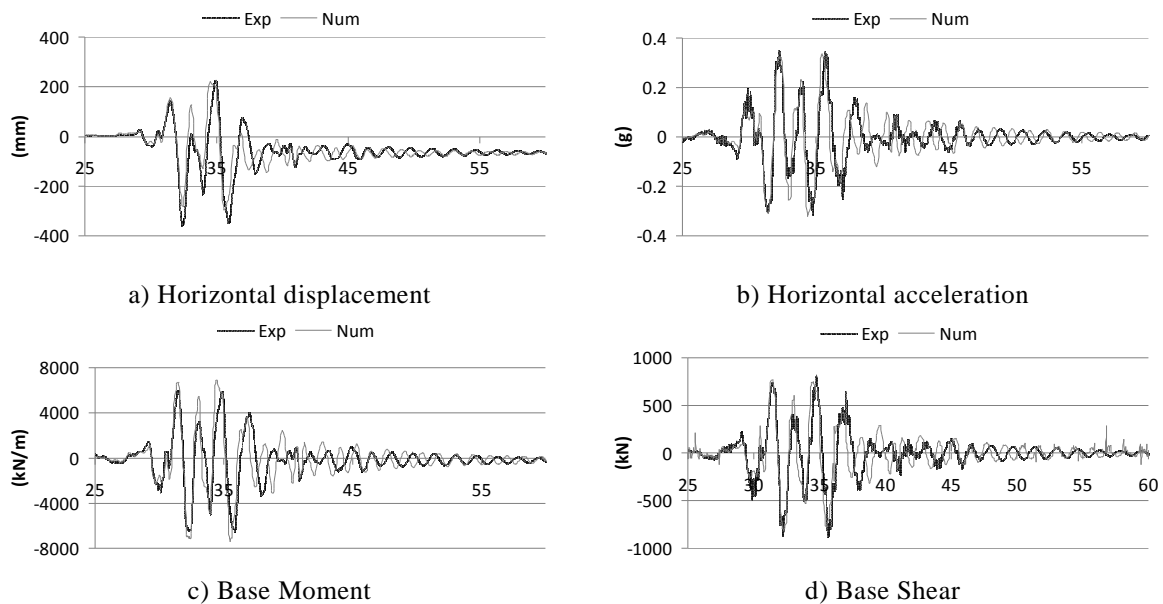 Exp Num
400
200
0
-200
-400
(mm)
25 35 45 55
a) Horizontal displacement
Exp Num
0.4
0.2
0
-0.2
-0.4
(g)
25 35 45 55
b) Horizontal acceleration
Exp Num
8000
4000
0
-4000
-8000
(kN/m)
25 35 45 55
c) Base Moment
Exp Num
1000
500
0
-500
-1000
(kN)
25 30 35 40 45 50 55 60
d) Base Shear